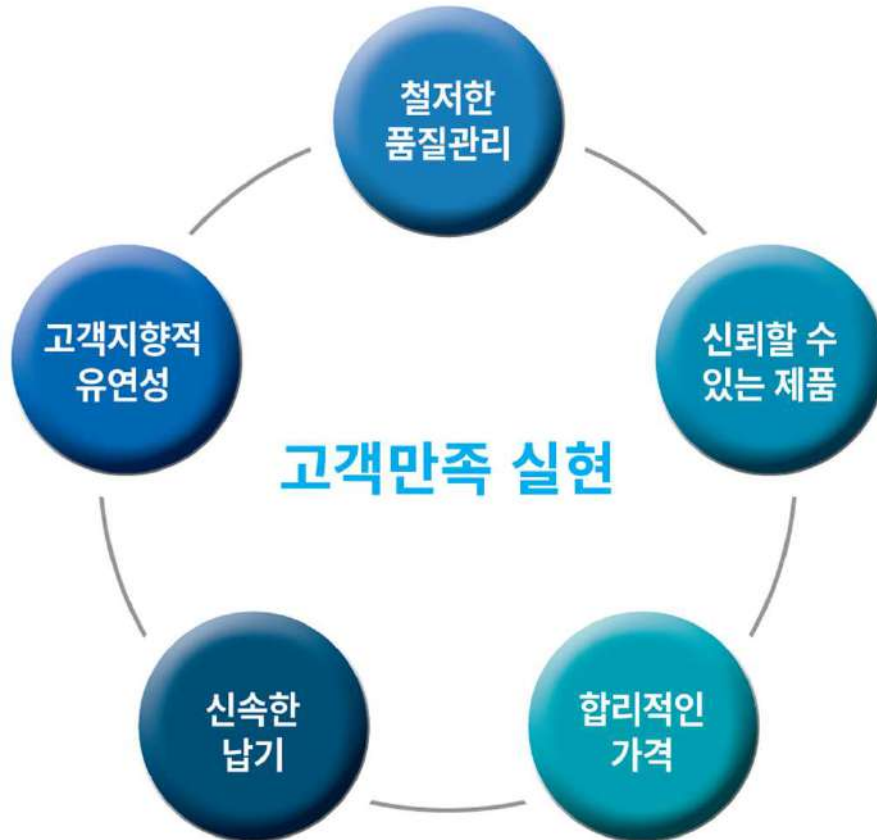 철저한
품질관리
고객지향적
유연성
신뢰할 수
있는 제품
고객만족 실현
신속한
납기
합리적인
가격